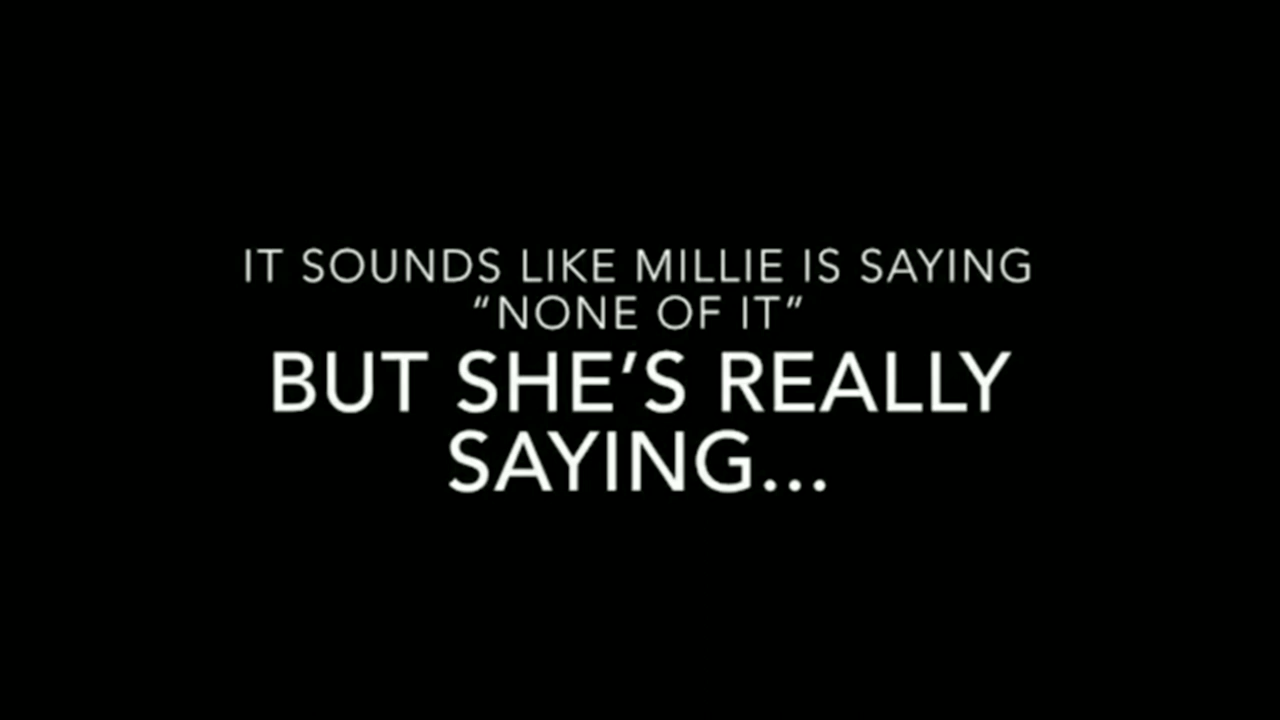 IT SOUNDS LIKE MILLIE IS SAYING
“NONE OF IT”
BUT SHE’S REALLY
SAYING...